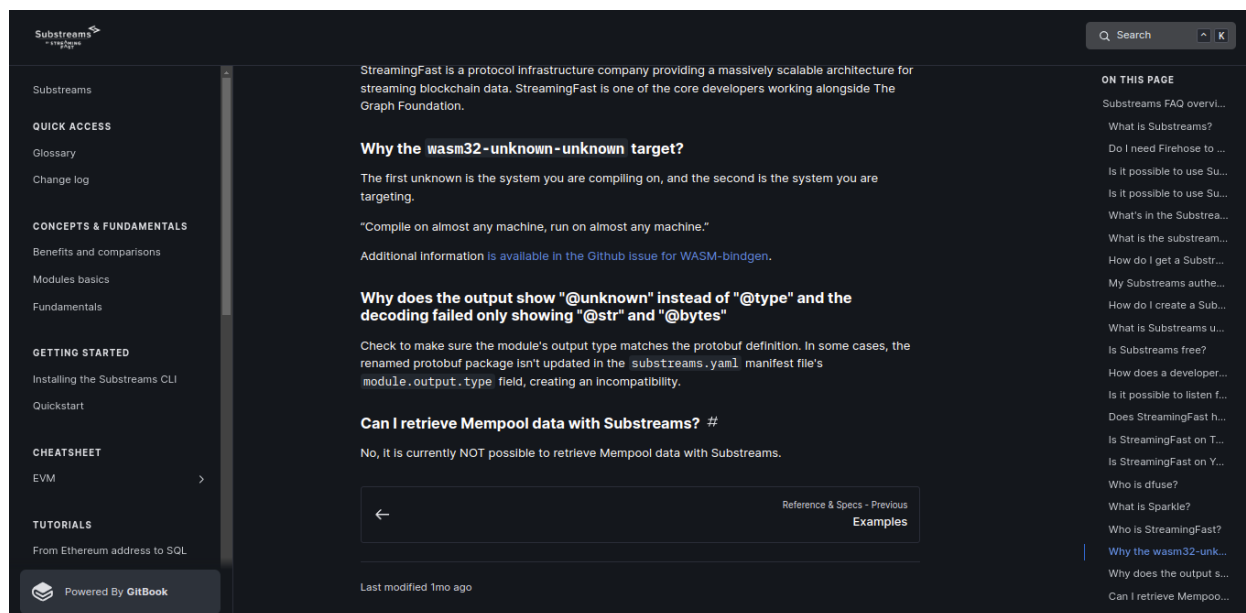 Substreams
STREAMING
FAST
Search
^ K
Substreams
QUICK ACCESS
Glossary
Change log
CONCEPTS & FUNDAMENTALS
Benefits and comparisons
Modules basics
Fundamentals
GETTING STARTED
Installing the Substreams CLI
Quickstart
CHEATSHEET
EVM
TUTORIALS
From Ethereum address to SQL
Powered By GitBook
StreamingFast is a protocol infrastructure company providing a massively scalable architecture for
streaming blockchain data. StreamingFast is one of the core developers working alongside The
Graph Foundation.
Why the wasm32-unknown-unknown target?
The first unknown is the system you are compiling on, and the second is the system you are
targeting.
“Compile on almost any machine, run on almost any machine.”
Additional information is available in the Github issue for WASM-bindgen.
Why does the output show "@unknown" instead of "@type" and the
decoding failed only showing "@str" and "@bytes"
Check to make sure the module's output type matches the protobuf definition. In some cases, the
renamed protobuf package isn't updated in the substreams.yaml manifest file's
module.output.type field, creating an incompatibility.
Can I retrieve Mempool data with Substreams? #
No, it is currently NOT possible to retrieve Mempool data with Substreams.
Reference & Specs - Previous
Examples
Last modified 1mo ago
ON THIS PAGE
Substreams FAQ overvi...
What is Substreams?
Do I need Firehose to ...
Is it possible to use Su...
Is it possible to use Su...
What's in the Substrea...
What is the substream...
How do I get a Substr...
My Substreams authe...
How do I create a Sub...
What is Substreams u...
Is Substreams free?
How does a developer...
Is it possible to listen f...
Does StreamingFast h...
Is StreamingFast on T...
Is StreamingFast on Y...
Who is dfuse?
What is Sparkle?
Who is StreamingFast?
Why the wasm32-unk...
Why does the output s...
Can I retrieve Mempoo...